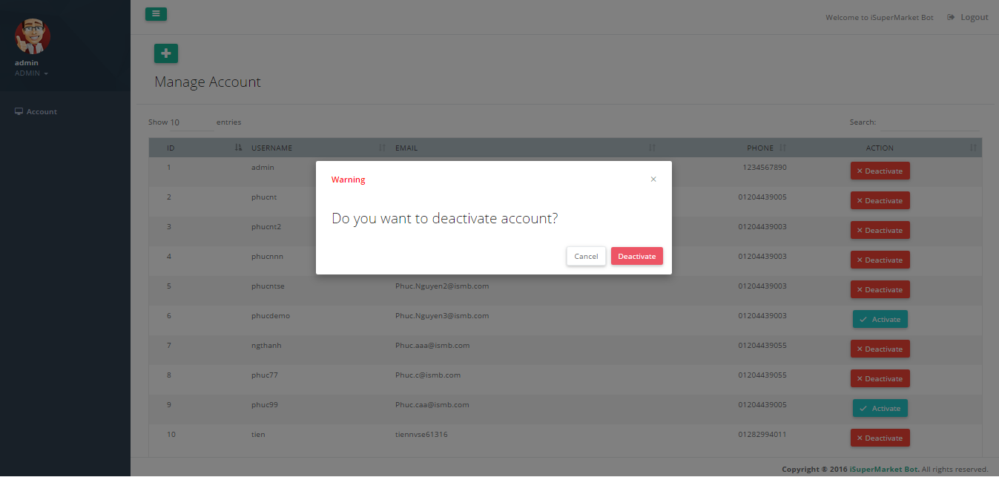 Welcome to iSuperMarket Bot Logout
admin
ADMIN
Account
Manage Account
Show 10 entries Search:
ID USERNAME EMAIL PHONE ACTION
1 admin 1234567890 Deactivate
2 phucnt 01204439005 Deactivate
3 phucnt2 01204439003 Deactivate
4 phucnnn 01204439003 Deactivate
Warning ×
Do you want to deactivate account?
Cancel Deactivate
5 phucntse Phuc.Nguyen2@ismb.com 01204439003 Deactivate
6 phucdemo Phuc.Nguyen3@ismb.com 01204439003 Activate
7 ngthanh Phuc.aaa@ismb.com 01204439055 Deactivate
8 phuc77 Phuc.c@ismb.com 01204439055 Deactivate
9 phuc99 Phuc.caa@ismb.com 01204439005 Activate
10 tien tiennvse61316 01282994011 Deactivate
Copyright © 2016 iSuperMarket Bot. All rights reserved.